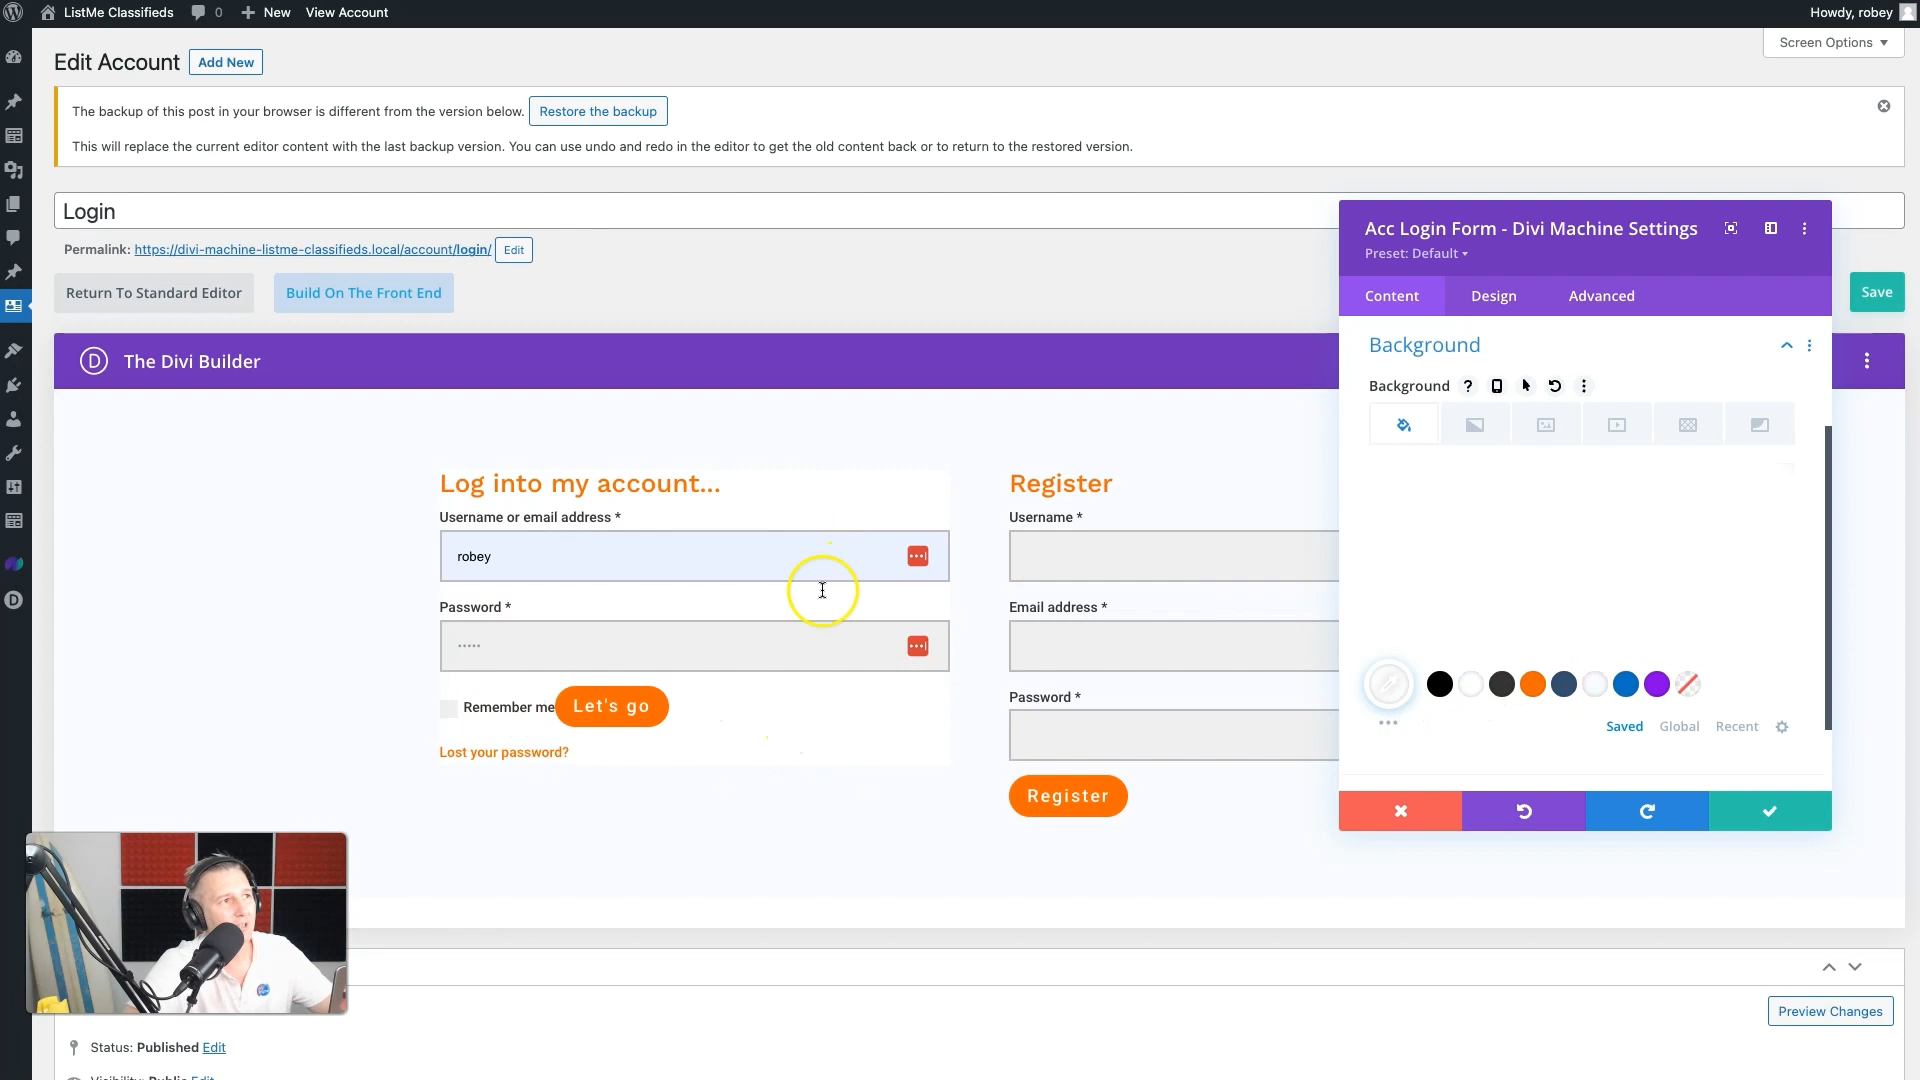 ListMe Classifieds 0 New View Account Howdy, robey
Screen Options
Edit Account Add New
The backup of this post in your browser is different from the version below. Restore the backup
This will replace the current editor content with the last backup version. You can use undo and redo in the editor to get the old content back or to return to the restored version.
Login
Permalink: https://divi-machine-listme-classifieds.local/account/login/ Edit
Return To Standard Editor Build On The Front End
Save
D The Divi Builder
Acc Login Form - Divi Machine Settings
Preset: Default
Content Design Advanced
Background
Background ?
Saved Global Recent
Log into my account...
Username or email address *
robey
Password *
Remember me Let's go
Lost your password?
Register
Username *
Email address *
Password *
Register
Preview Changes
Status: Published Edit
Visibility: Public Edit